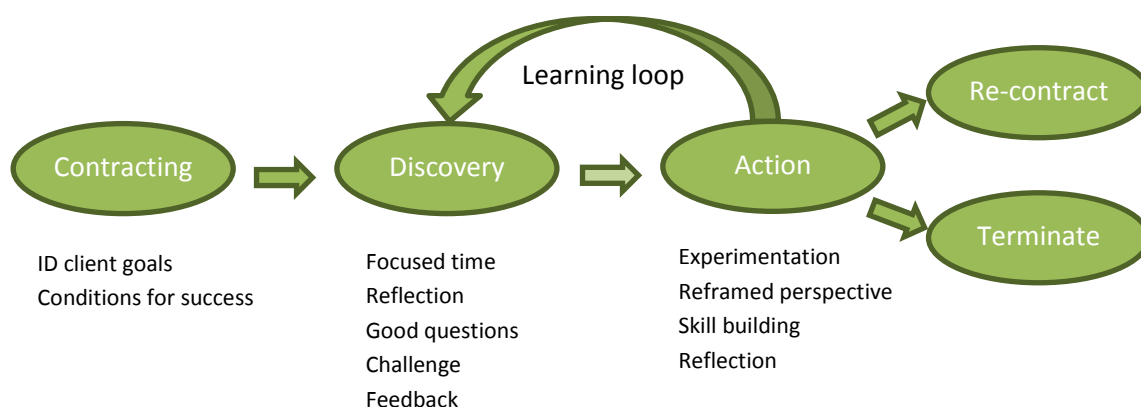 Learning loop
Re-contract
Contracting
Discovery
Action
Terminate
ID client goals
Conditions for success
Focused time
Reflection
Good questions
Challenge
Feedback
Experimentation
Reframed perspective
Skill building
Reflection